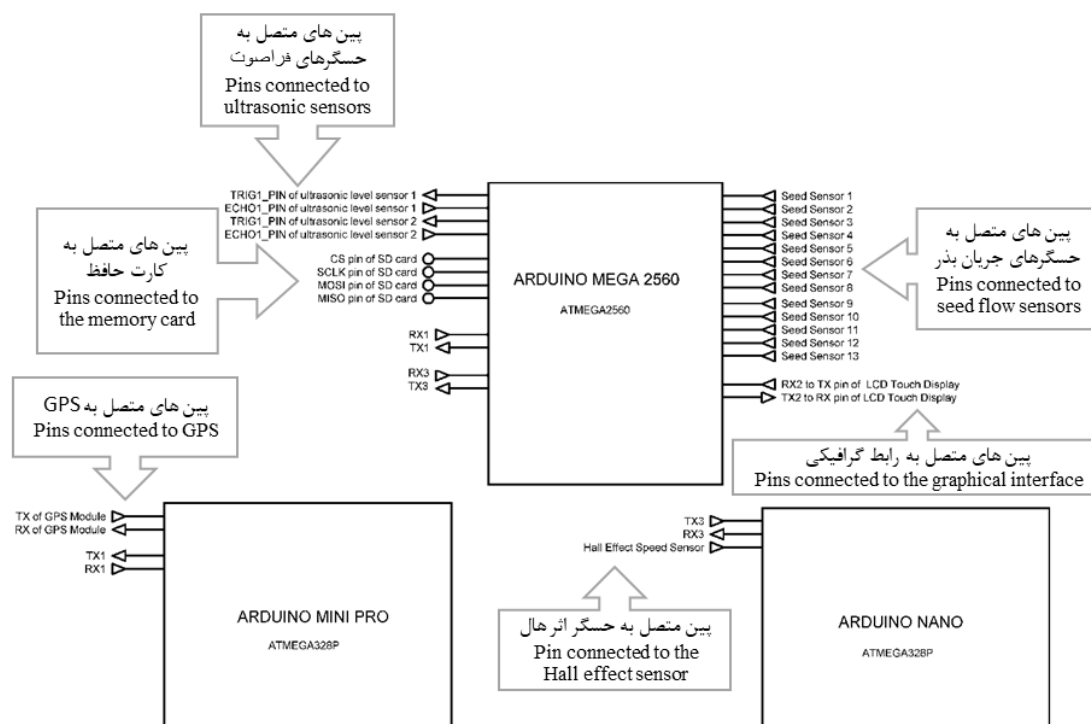 پین های متصل به
حسگرهای فراصوت
Pins connected to
ultrasonic sensors
TRIG1_PIN of ultrasonic level sensor 1
ECHO1_PIN of ultrasonic level sensor 1
TRIG1_PIN of ultrasonic level sensor 2
ECHO1_PIN of ultrasonic level sensor 2
پین های متصل به
کارت حافظ
Pins connected to
the memory card
CS pin of SD card
SCLK pin of SD card
MOSI pin of SD card
MISO pin of SD card
RX1
TX1
RX3
TX3
ARDUINO MEGA 2560
ATMEGA2560
Seed Sensor 1
Seed Sensor 2
Seed Sensor 3
Seed Sensor 4
Seed Sensor 5
Seed Sensor 6
Seed Sensor 7
Seed Sensor 8
Seed Sensor 9
Seed Sensor 10
Seed Sensor 11
Seed Sensor 12
Seed Sensor 13
پین های متصل به
حسگرهای جریان بذر
Pins connected to
seed flow sensors
RX2 to TX pin of LCD Touch Display
TX2 to RX pin of LCD Touch Display
پین های متصل به رابط گرافیکی
Pins connected to the graphical interface
پین های متصل به GPS
Pins connected to GPS
TX of GPS Module
RX of GPS Module
TX1
RX1
ARDUINO MINI PRO
ATMEGA328P
TX3
RX3
Hall Effect Speed Sensor
پین متصل به حسگر اثر هال
Pin connected to the
Hall effect sensor
ARDUINO NANO
ATMEGA328P